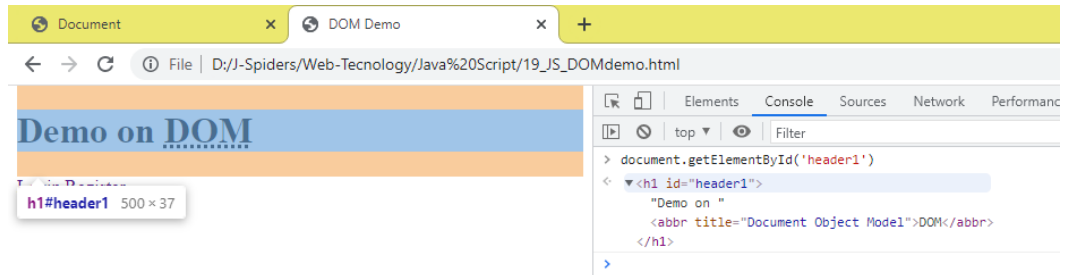 Document × DOM Demo × +
File | D:/J-Spiders/Web-Tecnology/Java%20Script/19_JS_DOMdemo.html
Elements Console Sources Network Performanc
top ▼ Filter
Demo on DOM
h1#header1 500 × 37
> document.getElementById('header1')
<· ▼<h1 id="header1">
"Demo on "
<abbr title="Document Object Model">DOM</abbr>
</h1>
>